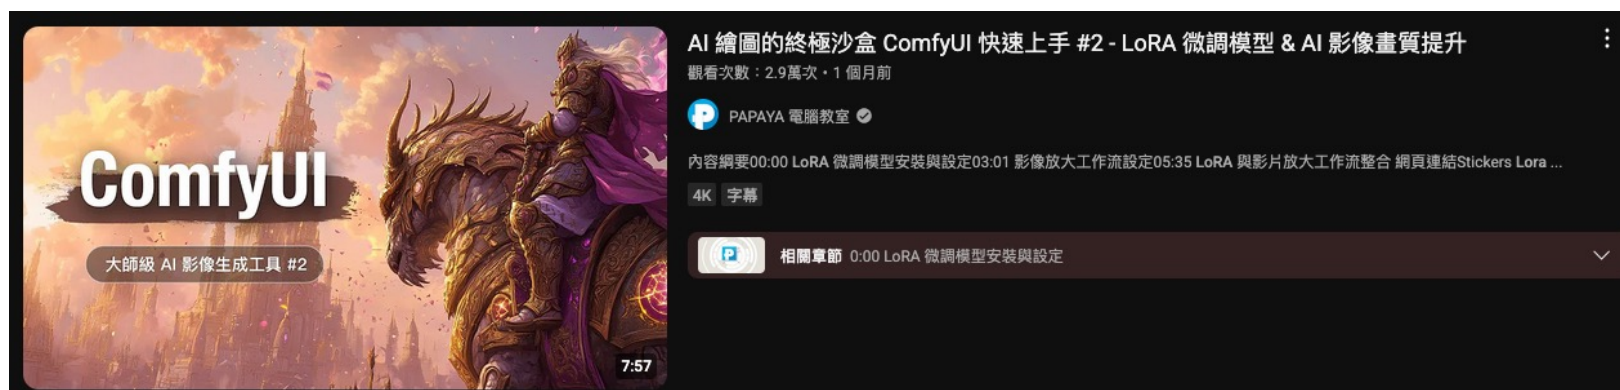 ComfyUI
大師級 AI 影像生成工具 #2
7:57
AI 繪圖的終極沙盒 ComfyUI 快速上手 #2 - LoRA 微調模型 & AI 影像畫質提升
觀看次數：2.9萬次・1 個月前
PAPAYA 電腦教室
內容綱要00:00 LoRA 微調模型安裝與設定03:01 影像放大工作流設定05:35 LoRA 與影片放大工作流整合 網頁連結Stickers Lora ...
4K 字幕
相關章節 0:00 LoRA 微調模型安裝與設定